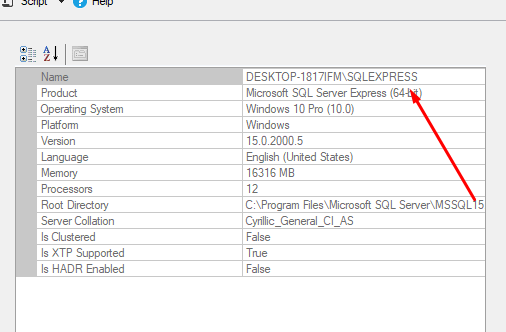 Script Help
Name DESKTOP-1817IFM\SQLEXPRESS
Product Microsoft SQL Server Express (64-bit)
Operating System Windows 10 Pro (10.0)
Platform Windows
Version 15.0.2000.5
Language English (United States)
Memory 16316 MB
Processors 12
Root Directory C:\Program Files\Microsoft SQL Server\MSSQL15
Server Collation Cyrillic_General_CI_AS
Is Clustered False
Is XTP Supported True
Is HADR Enabled False